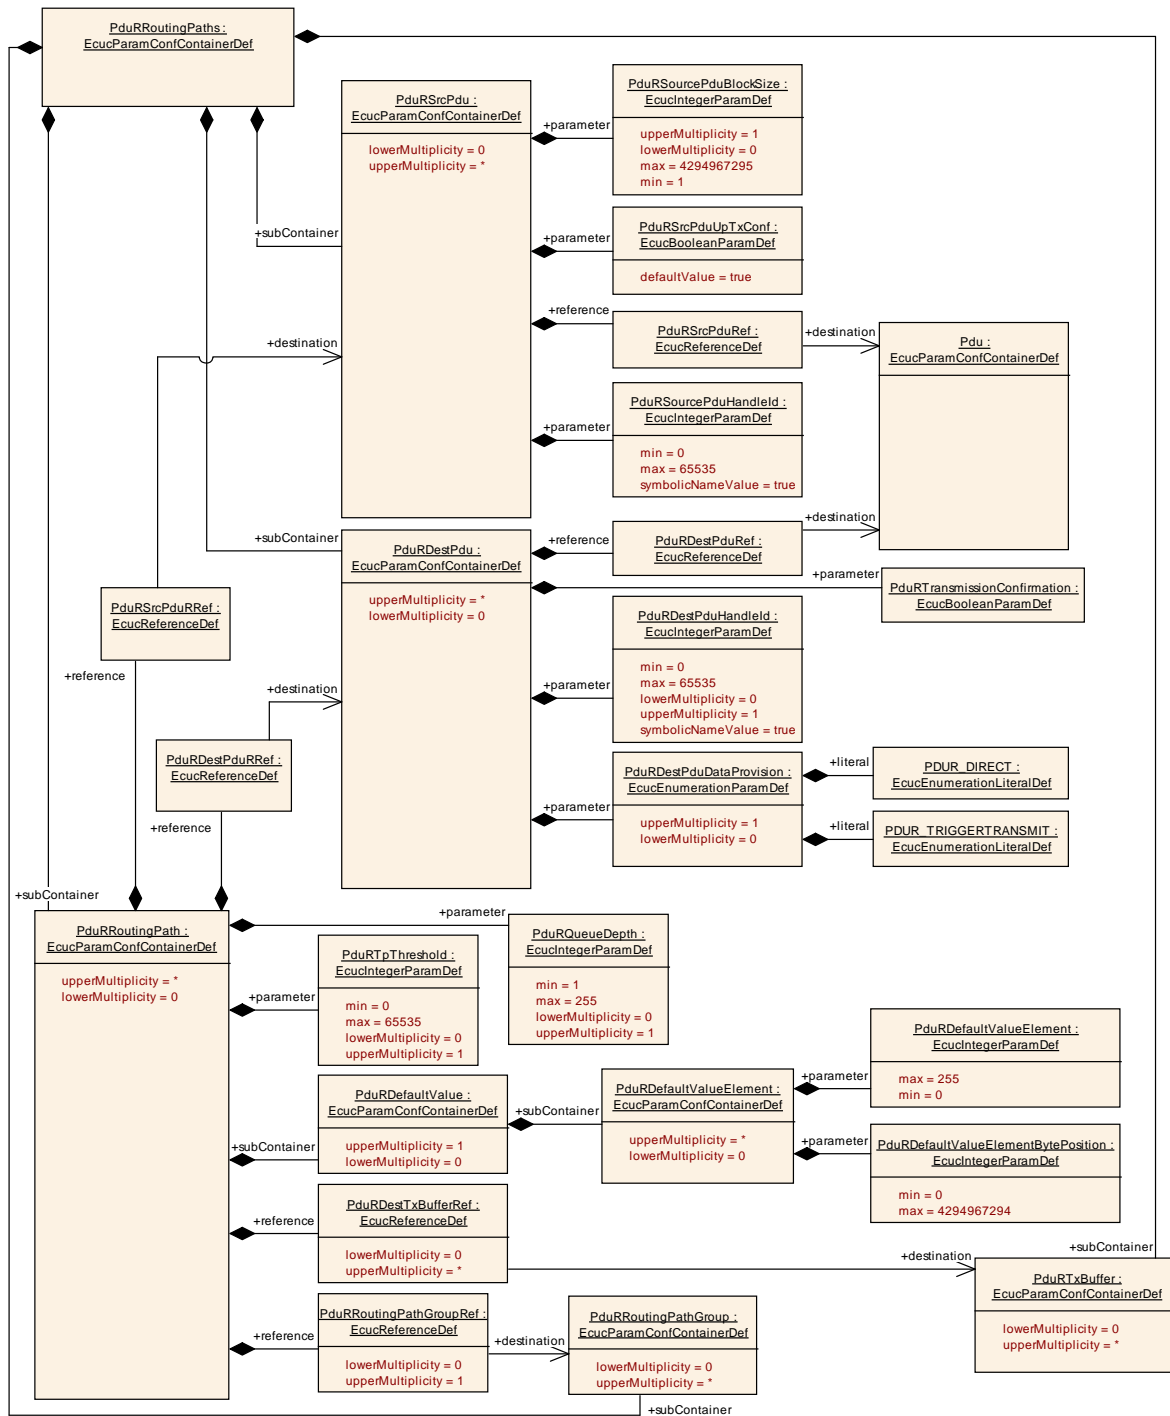 PduRRoutingPaths :
EcucParamConfContainerDef
PduRSrcPdu :
EcucParamConfContainerDef
lowerMultiplicity = 0
upperMultiplicity = *
+parameter
PduRSourcePduBlockSize :
EcucIntegerParamDef
upperMultiplicity = 1
lowerMultiplicity = 0
max = 4294967295
min = 1
+subContainer
+parameter
PduRSrcPduUpTxConf :
EcucBooleanParamDef
defaultValue = true
+reference
PduRSrcPduRef :
EcucReferenceDef
+destination
Pdu :
EcucParamConfContainerDef
+destination
+parameter
PduRSourcePduHandleId :
EcucIntegerParamDef
min = 0
max = 65535
symbolicNameValue = true
+subContainer
PduRDestPdu :
EcucParamConfContainerDef
upperMultiplicity = *
lowerMultiplicity = 0
+reference
PduRDestPduRef :
EcucReferenceDef
+destination
+parameter
PduRTransmissionConfirmation :
EcucBooleanParamDef
PduRSrcPduRRef :
EcucReferenceDef
+reference
PduRDestPduHandleId :
EcucIntegerParamDef
min = 0
max = 65535
lowerMultiplicity = 0
upperMultiplicity = 1
symbolicNameValue = true
+parameter
+destination
PduRDestPduRRef :
EcucReferenceDef
+reference
+parameter
PduRDestPduDataProvision :
EcucEnumerationParamDef
upperMultiplicity = 1
lowerMultiplicity = 0
+literal
PDUR_DIRECT :
EcucEnumerationLiteralDef
+literal
PDUR_TRIGGERTRANSMIT :
EcucEnumerationLiteralDef
+subContainer
PduRRoutingPath :
EcucParamConfContainerDef
upperMultiplicity = *
lowerMultiplicity = 0
+parameter
PduRQueueDepth :
EcucIntegerParamDef
min = 1
max = 255
lowerMultiplicity = 0
upperMultiplicity = 1
+parameter
PduRTpThreshold :
EcucIntegerParamDef
min = 0
max = 65535
lowerMultiplicity = 0
upperMultiplicity = 1
+subContainer
PduRDefaultValue :
EcucParamConfContainerDef
upperMultiplicity = 1
lowerMultiplicity = 0
+subContainer
PduRDefaultValueElement :
EcucParamConfContainerDef
upperMultiplicity = *
lowerMultiplicity = 0
+parameter
PduRDefaultValueElement :
EcucIntegerParamDef
max = 255
min = 0
+parameter
PduRDefaultValueElementBytePosition :
EcucIntegerParamDef
min = 0
max = 4294967294
+reference
PduRDestTxBufferRef :
EcucReferenceDef
lowerMultiplicity = 0
upperMultiplicity = *
+destination
+subContainer
PduRTxBuffer :
EcucParamConfContainerDef
lowerMultiplicity = 0
upperMultiplicity = *
+reference
PduRRoutingPathGroupRef :
EcucReferenceDef
lowerMultiplicity = 0
upperMultiplicity = 1
+destination
PduRRoutingPathGroup :
EcucParamConfContainerDef
lowerMultiplicity = 0
upperMultiplicity = *
+subContainer